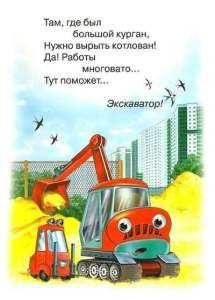 Там, где был
большой курган,
Нужно вырыть котлован!
Да! Работы
многовато...
Тут поможет...
Экскаватор!